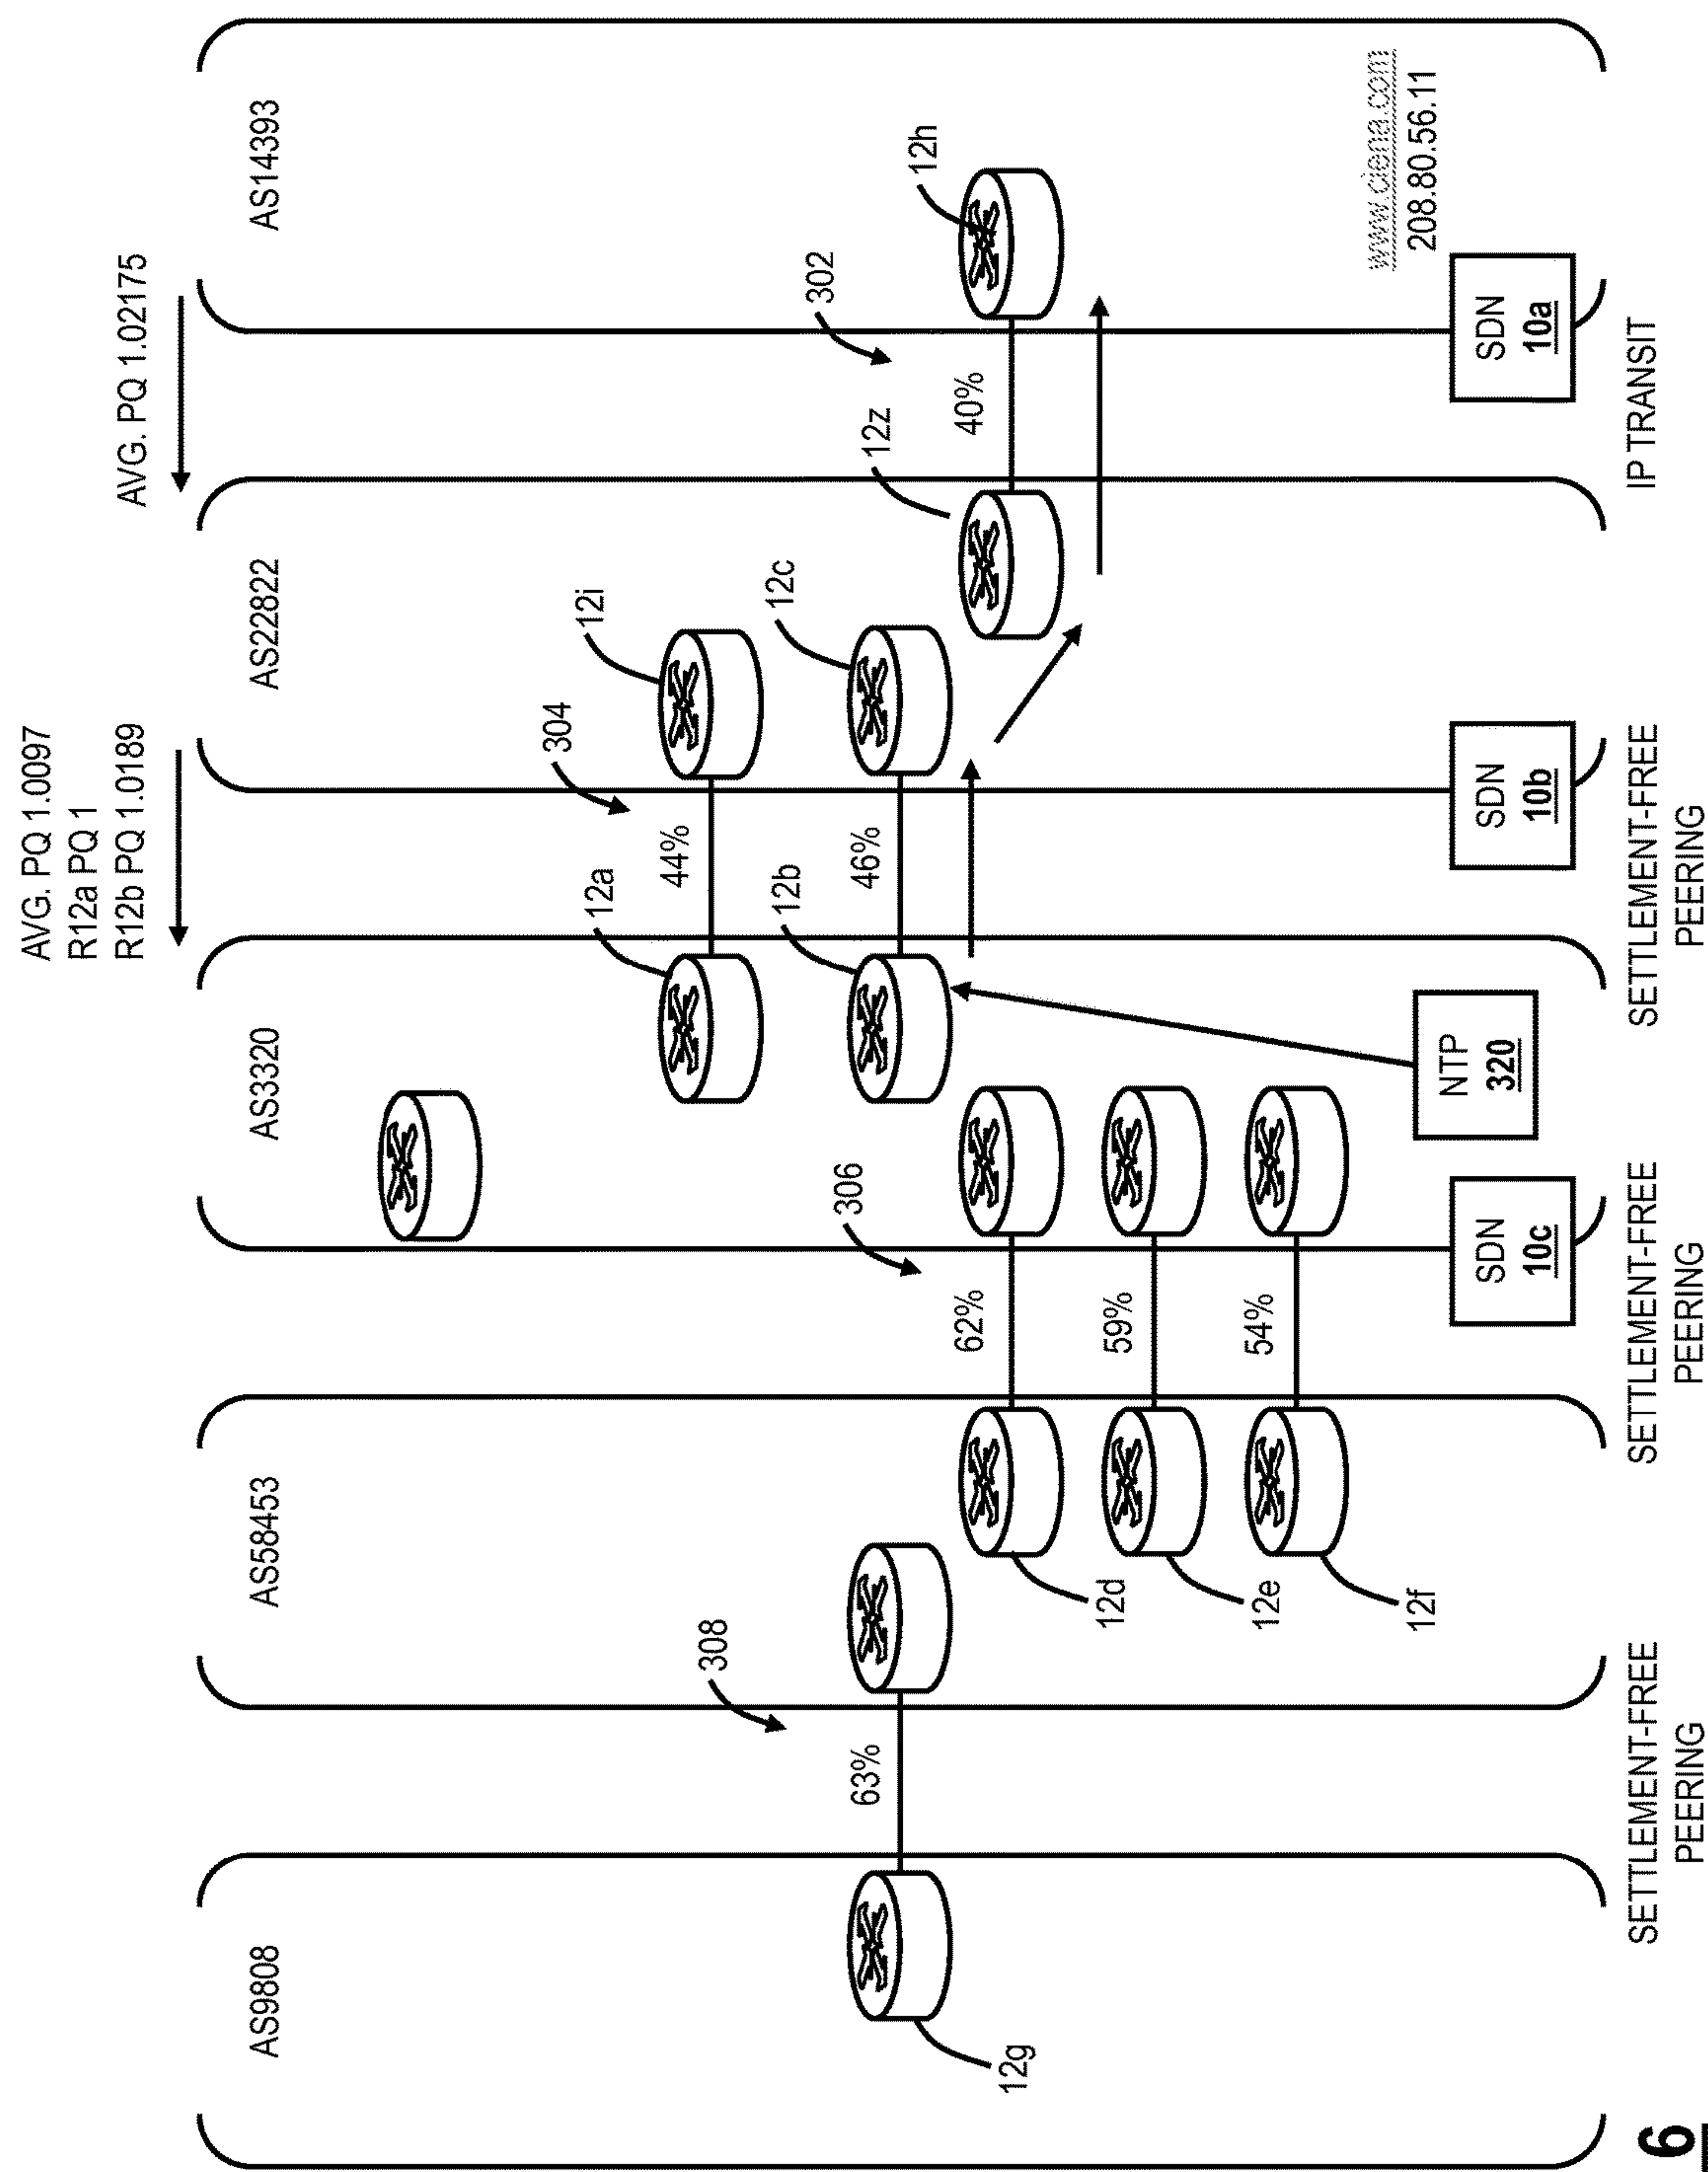 AVG. PQ 1.0097
R12a PQ 1
R12b PQ 1.0189
AVG. PQ 1.02175
AS9808
AS58453
AS3320
AS22822
AS14393
12i
304
12a
44%
12c
12b
46%
302
12h
12z
40%
308
63%
12g
306
62%
12d
59%
12e
54%
12f
www.ciena.com
208.80.56.11
NTP
320
SDN
10c
SDN
10b
SDN
10a
SETTLEMENT-FREE
PEERING
SETTLEMENT-FREE
PEERING
SETTLEMENT-FREE
PEERING
IP TRANSIT
6